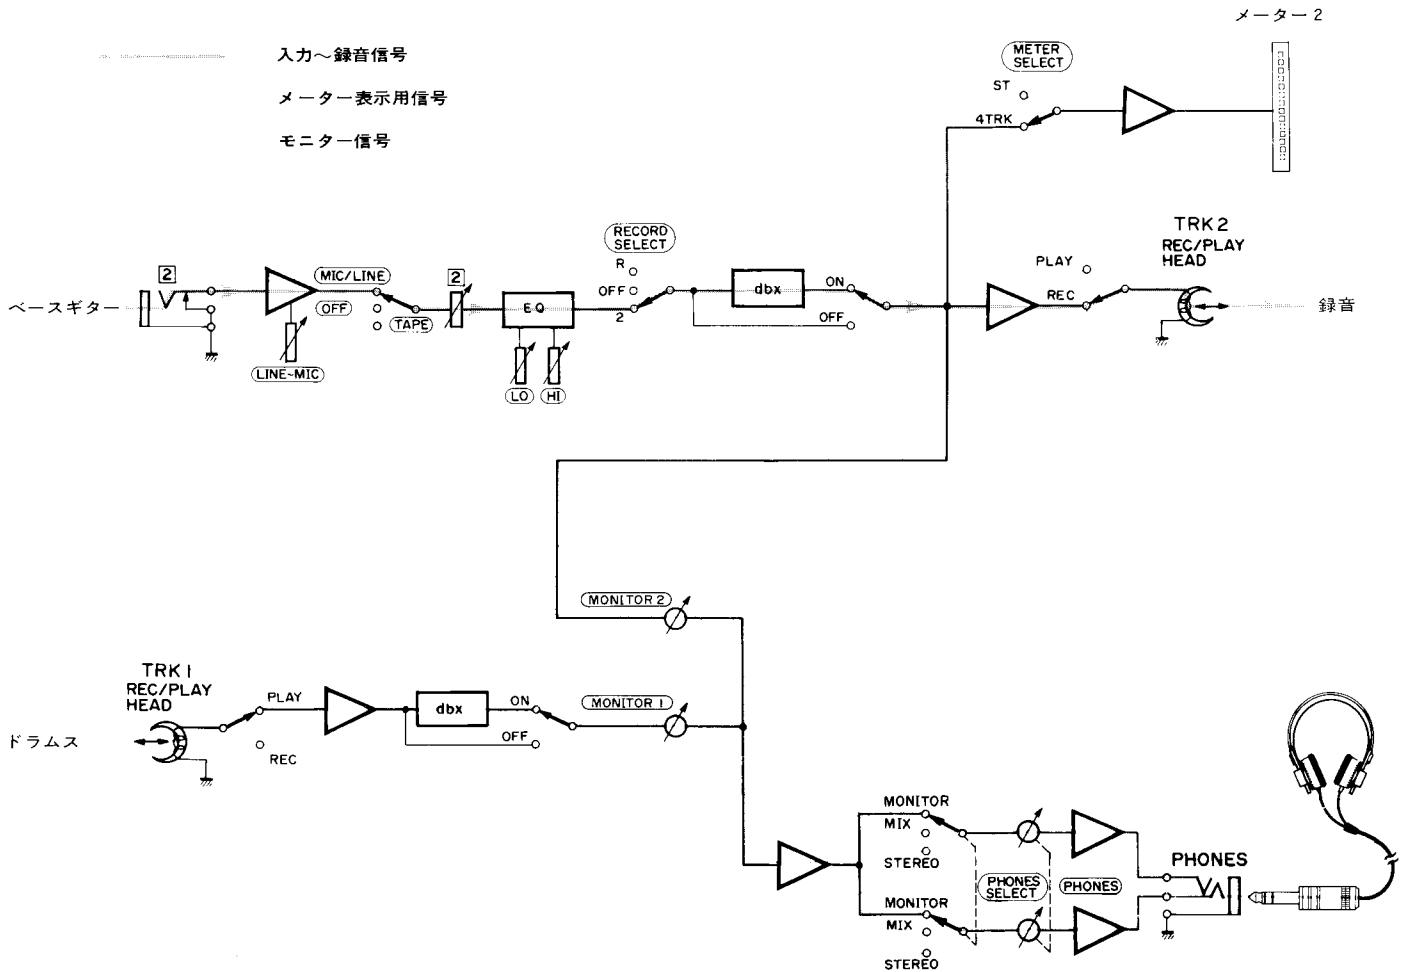 メーター2
入力～録音信号
メーター表示用信号
モニター信号
METER
SELECT
ST
4TRK
TRK2
REC/PLAY
HEAD
PLAY
REC
録音
RECORD
SELECT
R
OFF
2
dbx
ON
OFF
ベースギター
2
MIC/LINE
OFF
TAPE
LINE~MIC
2
EQ
LO
HI
MONITOR 2
TRK1
REC/PLAY
HEAD
ドラムス
PLAY
REC
dbx
ON
OFF
MONITOR 1
MONITOR
MIX
STEREO
MONITOR
MIX
STEREO
PHONES
SELECT
PHONES
PHONES